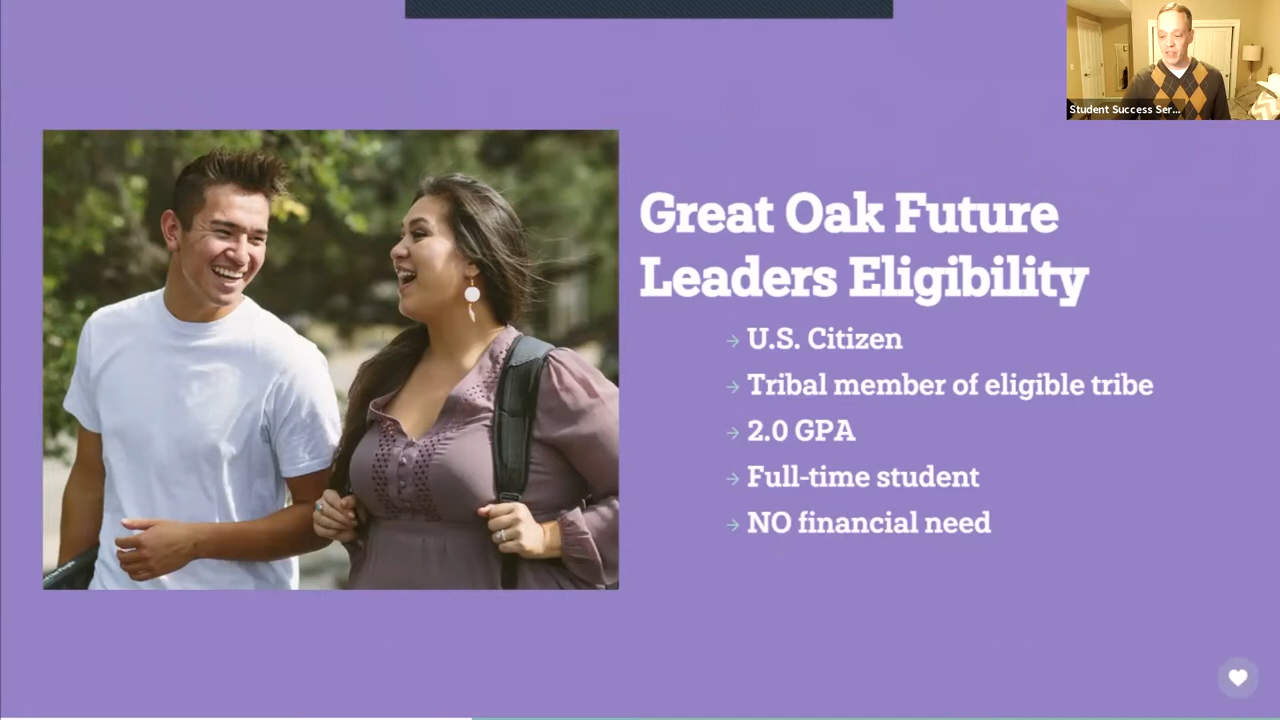 Student Success Ser...
Great Oak Future
Leaders Eligibility
→ U.S. Citizen
→ Tribal member of eligible tribe
→ 2.0 GPA
→ Full-time student
→ NO financial need